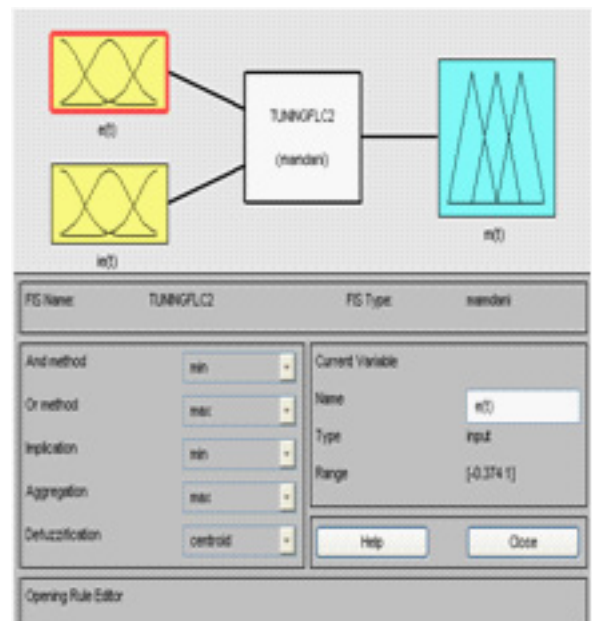 e(t)
TUNINGFLC2
(mamdani)
ie(t)
m(t)
FIS Name: TUNINGFLC2 FIS Type: mamdani
And method min
Or method max
Implication min
Aggregation max
Defuzzification centroid
Current Variable
Name e(t)
Type input
Range [-0.374 1]
Help Close
Opening Rule Editor